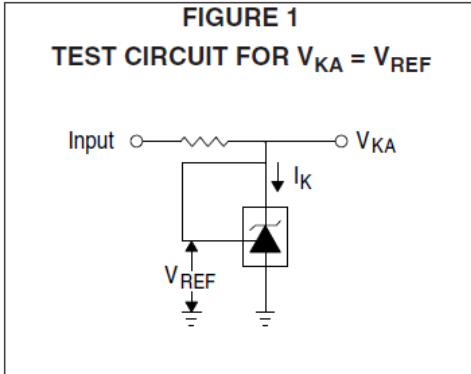 FIGURE 1
TEST CIRCUIT FOR VKA = VREF
Input
VKA
IK
VREF